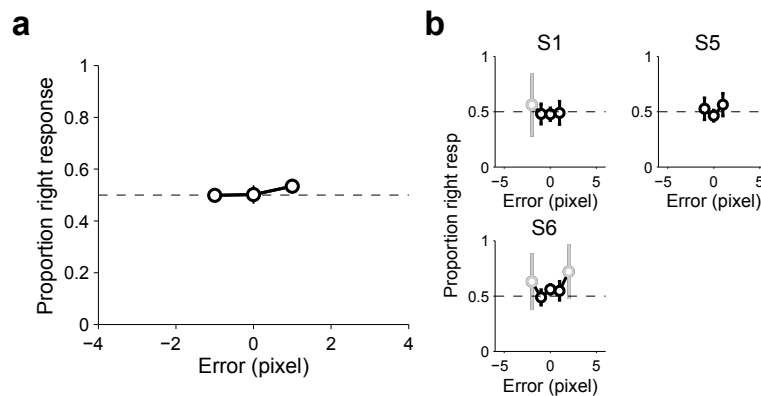 a
Proportion right response
1
0.8
0.6
0.4
0.2
0
−4
−2
0
2
4
Error (pixel)
b
Proportion right resp
S1
1
0.5
0
−5
0
5
Error (pixel)
S5
1
0.5
0
−5
0
5
Error (pixel)
S6
1
0.5
0
−5
0
5
Error (pixel)